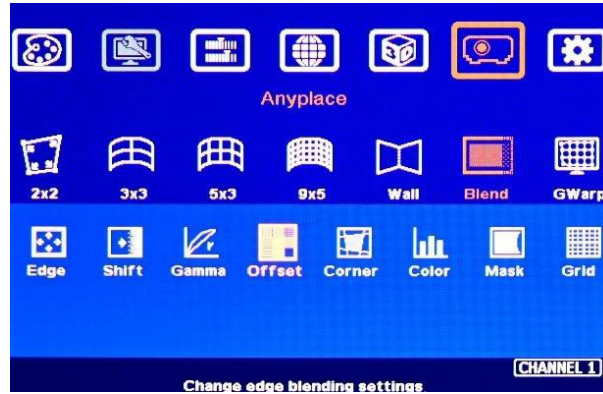 3D
Anyplace
2x2 3x3 5x3 9x5 Wall Blend GWarp
Edge Shift Gamma Offset Corner Color Mask Grid
CHANNEL 1
Change edge blending settings